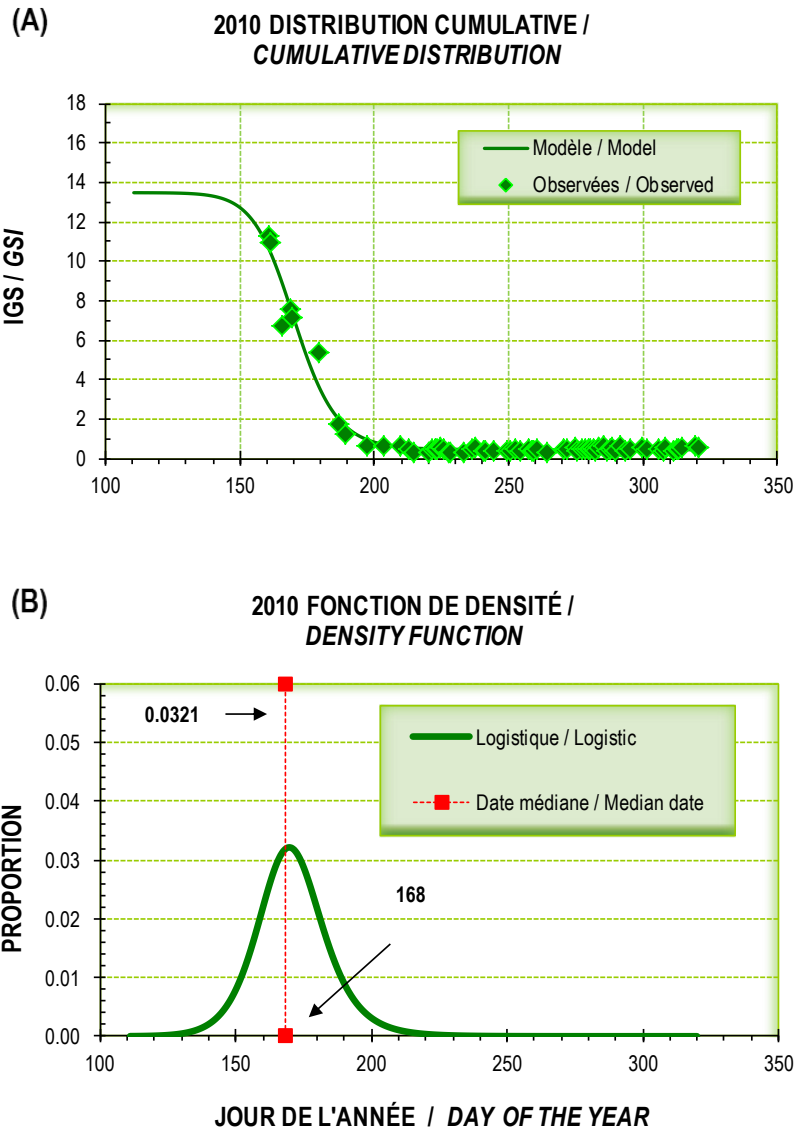 (A)
2010 DISTRIBUTION CUMULATIVE /
CUMULATIVE DISTRIBUTION
IGS / GSI
18
16
14
12
10
8
6
4
2
0
Modèle / Model
Observées / Observed
100 150 200 250 300 350
(B)
2010 FONCTION DE DENSITÉ /
DENSITY FUNCTION
PROPORTION
0.06
0.05
0.04
0.03
0.02
0.01
0.00
0.0321
Logistique / Logistic
Date médiane / Median date
168
100 150 200 250 300 350
JOUR DE L'ANNÉE / DAY OF THE YEAR